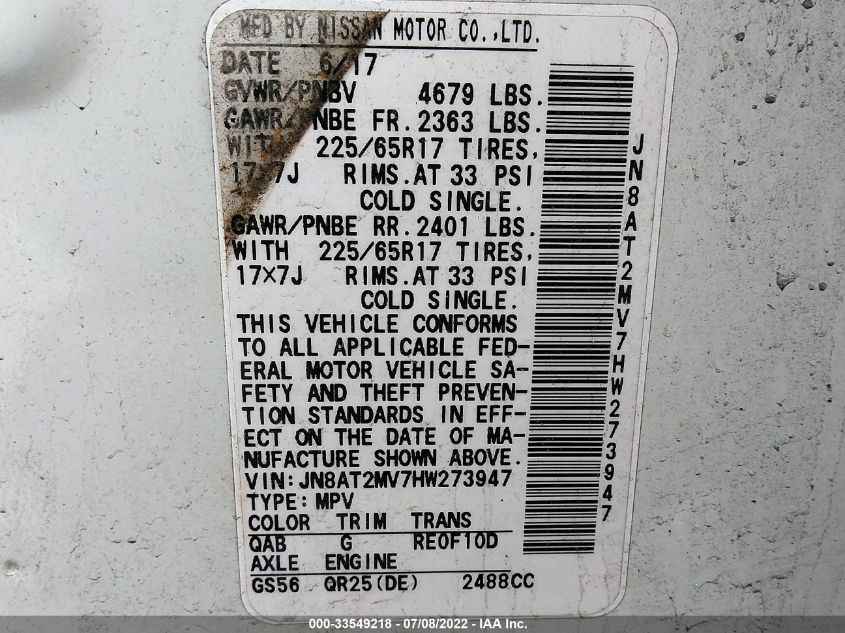 MFD BY NISSAN MOTOR CO.,LTD.
DATE 6/17
GVWR/PNBV 4679 LBS.
GAWR/PNBE FR.2363 LBS.
WITH 225/65R17 TIRES,
17×7J RIMS.AT 33 PSI
COLD SINGLE.
GAWR/PNBE RR.2401 LBS.
WITH 225/65R17 TIRES,
17×7J RIMS.AT 33 PSI
COLD SINGLE.
THIS VEHICLE CONFORMS
TO ALL APPLICABLE FED-
ERAL MOTOR VEHICLE SA-
FETY AND THEFT PREVEN-
TION STANDARDS IN EFF-
ECT ON THE DATE OF MA-
NUFACTURE SHOWN ABOVE.
VIN:JN8AT2MV7HW273947
TYPE:MPV
COLOR TRIM TRANS
QAB G RE0F10D
AXLE ENGINE
GS56 QR25(DE) 2488CC
JN8AT2MV7HW273947
000-33549218 - 07/08/2022 - IAA Inc.